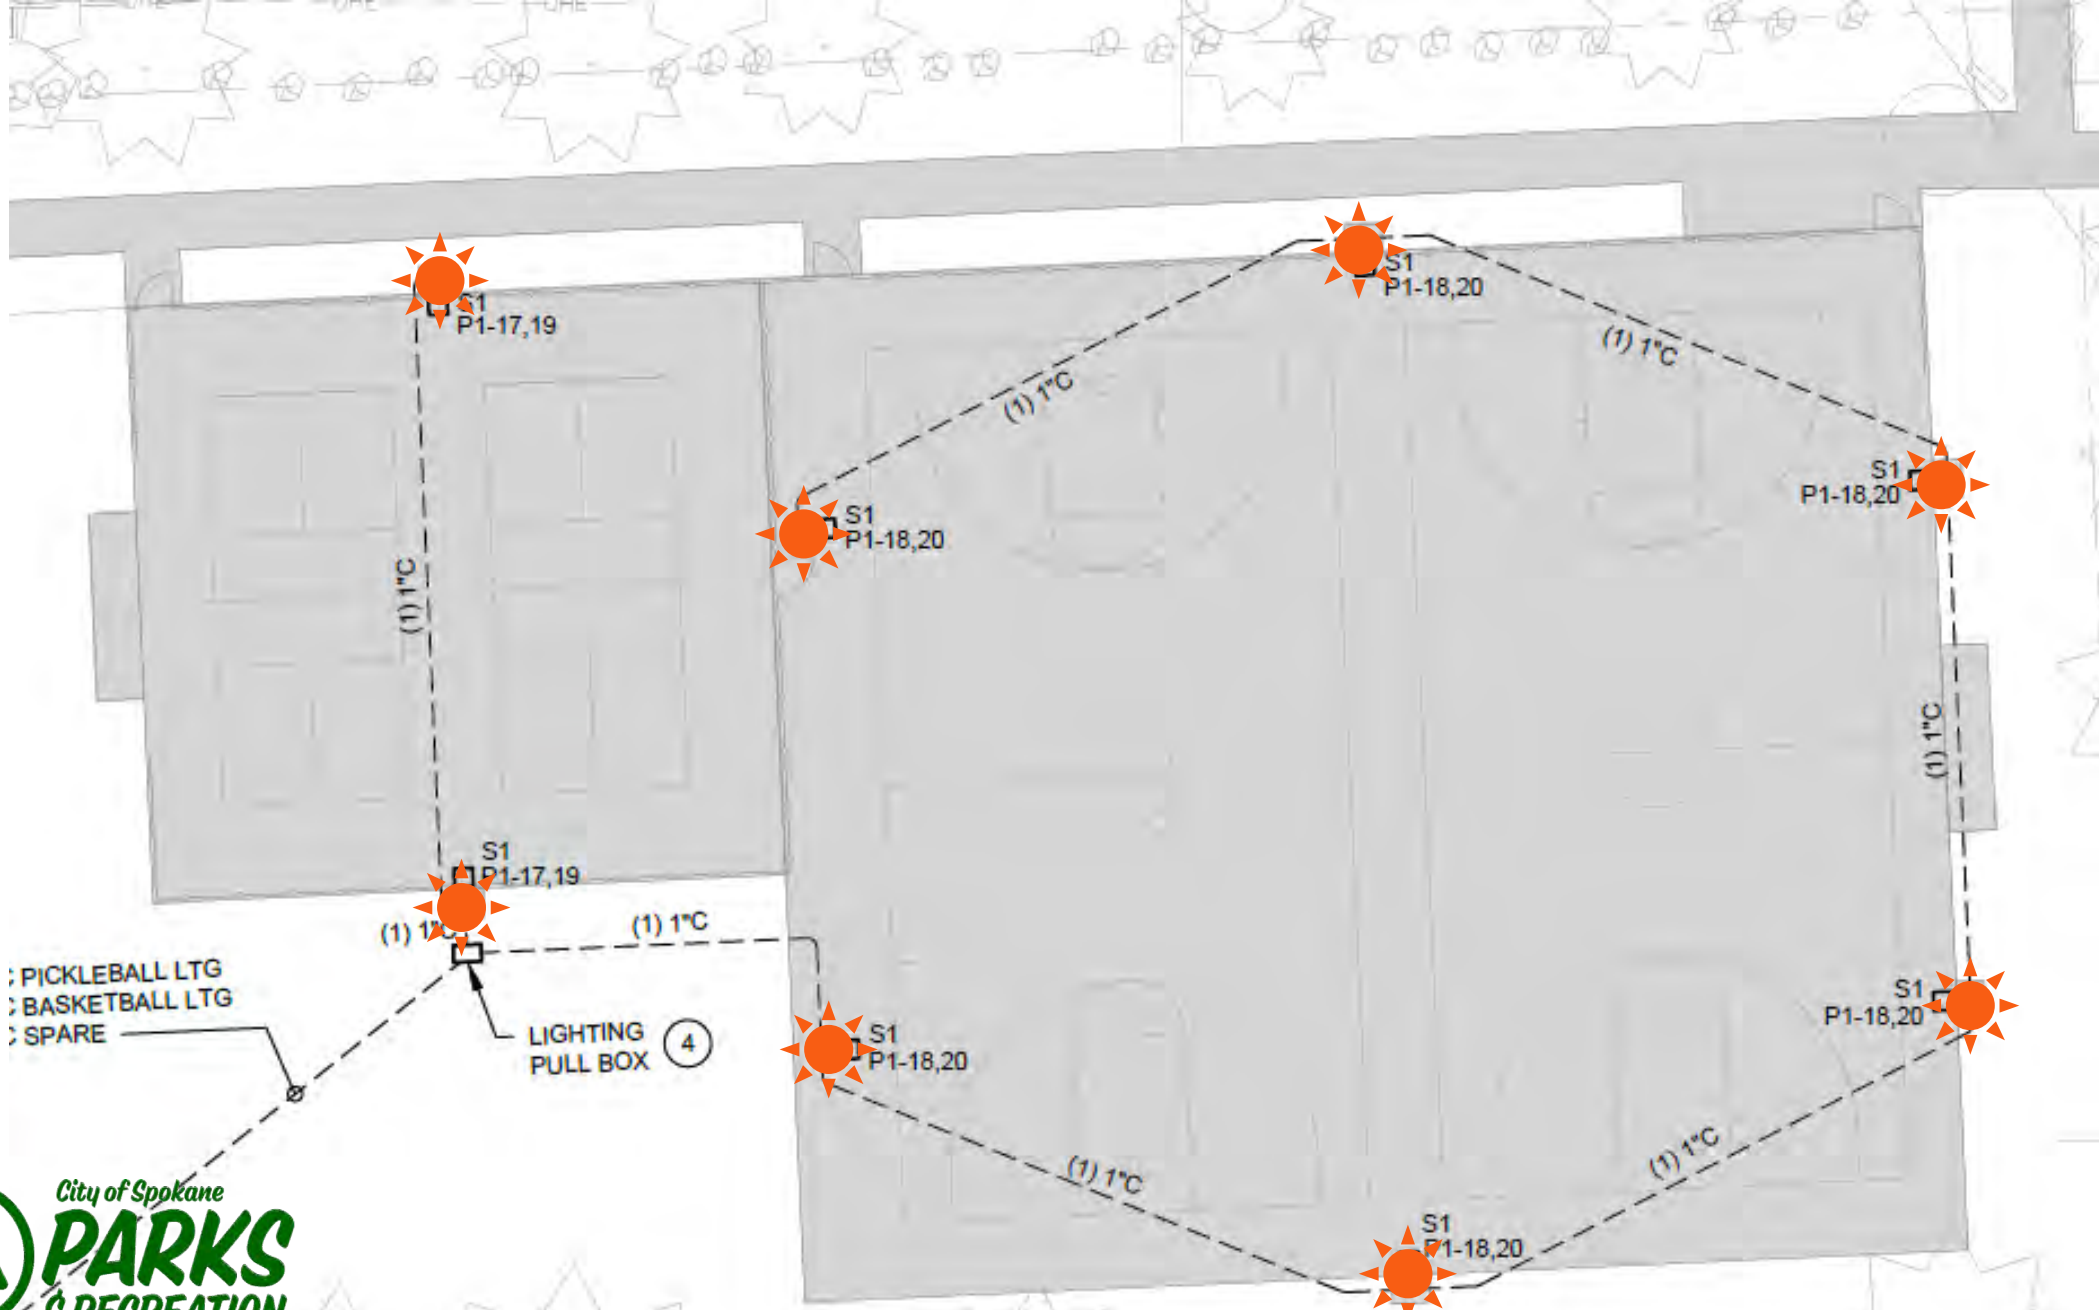 S1
P1-18,20
S1
P1-17,19
(1) 1"C
(1) 1"C
S1
P1-18,20
S1
P1-18,20
(1) 1"C
(1) 1"C
S1
P1-17,19
(1) 1"C
(1) 1"C
PICKLEBALL LTG
BASKETBALL LTG
SPARE
LIGHTING
PULL BOX
4
S1
P1-18,20
S1
P1-18,20
(1) 1"C
(1) 1"C
S1
P1-18,20
City of Spokane
PARKS
& RECREATION